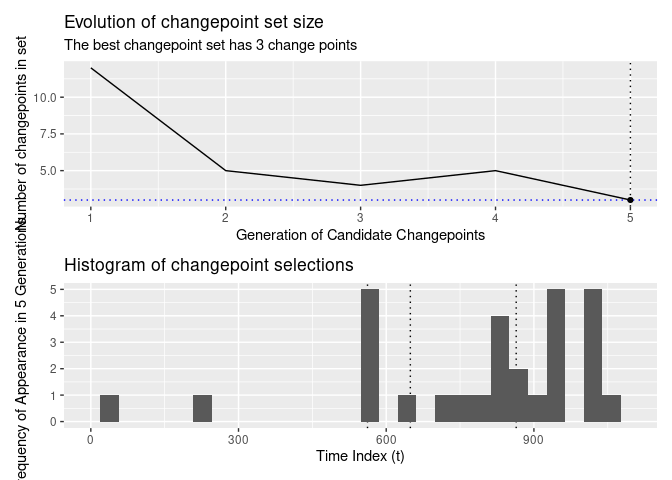 Evolution of changepoint set size
The best changepoint set has 3 change points
Number of changepoints in set
10.0
7.5
5.0
1 2 3 4 5
Generation of Candidate Changepoints
Histogram of changepoint selections
requency of Appearance in 5 Generations
5
4
3
2
1
0
0 300 600 900
Time Index (t)